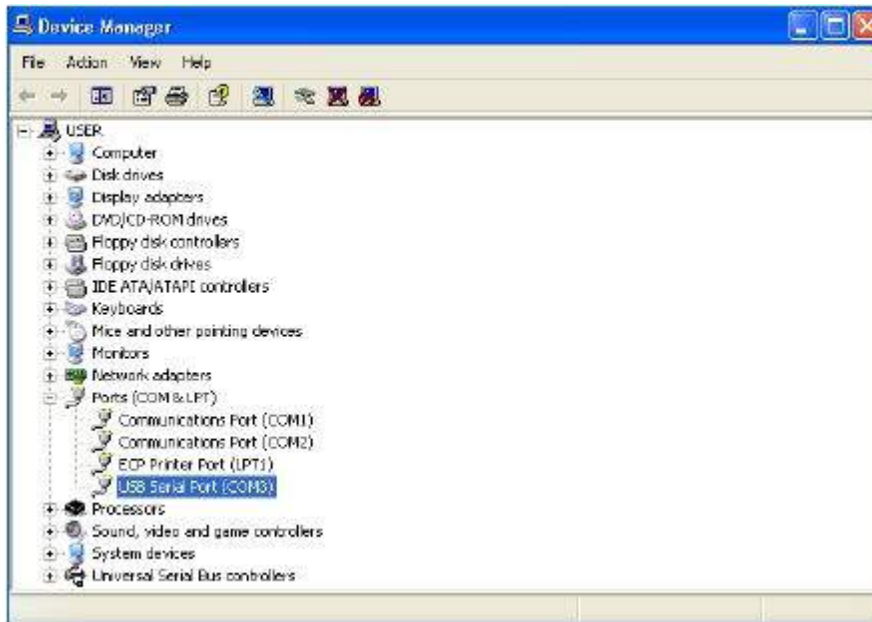 Device Manager
File Action View Help
USER
Computer
Disk drives
Display adapters
DVD/CD-ROM drives
Floppy disk controllers
Floppy disk drives
IDE ATA/ATAPI controllers
Keyboards
Mice and other pointing devices
Monitors
Network adapters
Ports (COM & LPT)
Communications Port (COM1)
Communications Port (COM2)
ECP Printer Port (LPT1)
USB Serial Port (COM3)
Processors
Sound, video and game controllers
System devices
Universal Serial Bus controllers